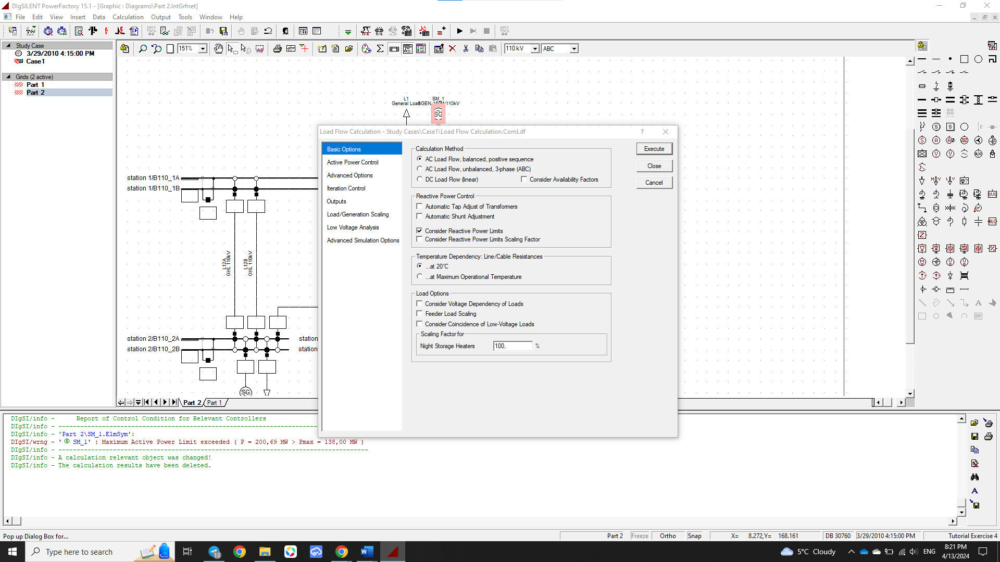 DIgSILENT PowerFactory 15.1 - [Graphic : Diagrams\Part 2.IntGrfnet]
File Edit View Insert Data Calculation Output Tools Window Help
151%
110 kV
ABC
Study Case
3/29/2010 4:15:00 PM
Case1
Grids (2 active)
Part 1
Part 2
L1
General Load
SM_1
SG
station 1/B110_1A
station 1/B110_1B
L12A
OHL 110kV
L12B
OHL 110kV
station 2/B110_2A
station 2/B110_2B
station
station
SG
Load Flow Calculation - Study Cases\Case1\Load Flow Calculation.ComLdf
?
Basic Options
Active Power Control
Advanced Options
Iteration Control
Outputs
Load/Generation Scaling
Low Voltage Analysis
Advanced Simulation Options
Calculation Method
AC Load Flow, balanced, positive sequence
AC Load Flow, unbalanced, 3-phase (ABC)
DC Load Flow (linear)
Consider Availability Factors
Reactive Power Control
Automatic Tap Adjust of Transformers
Automatic Shunt Adjustment
Consider Reactive Power Limits
Consider Reactive Power Limits Scaling Factor
Temperature Dependency: Line/Cable Resistances
...at 20°C
...at Maximum Operational Temperature
Load Options
Consider Voltage Dependency of Loads
Feeder Load Scaling
Consider Coincidence of Low-Voltage Loads
Scaling Factor for
Night Storage Heaters
100,
%
Execute
Close
Cancel
Part 2
Part 1
DIgSI/info -      Report of Control Condition for Relevant Controllers
DIgSI/info - --------------------------------------------------------------------------------
DIgSI/info - 'Part 2\SM_1.ElmSym':
DIgSI/wrng - ' SM_1' : Maximum Active Power Limit exceeded ( P = 200,69 MW > Pmax = 138,00 MW )
DIgSI/info - --------------------------------------------------------------------------------
DIgSI/info - A calculation relevant object was changed!
DIgSI/info - The calculation results have been deleted.
Pop up Dialog Box for...
Part 2
Freeze
Ortho
Snap
X= 8.272,Y= 168.161
DB 30760
3/29/2010 4:15:00 PM
Tutorial Exercise 4
Type here to search
16
5°C Cloudy
ENG
8:21 PM
4/13/2024